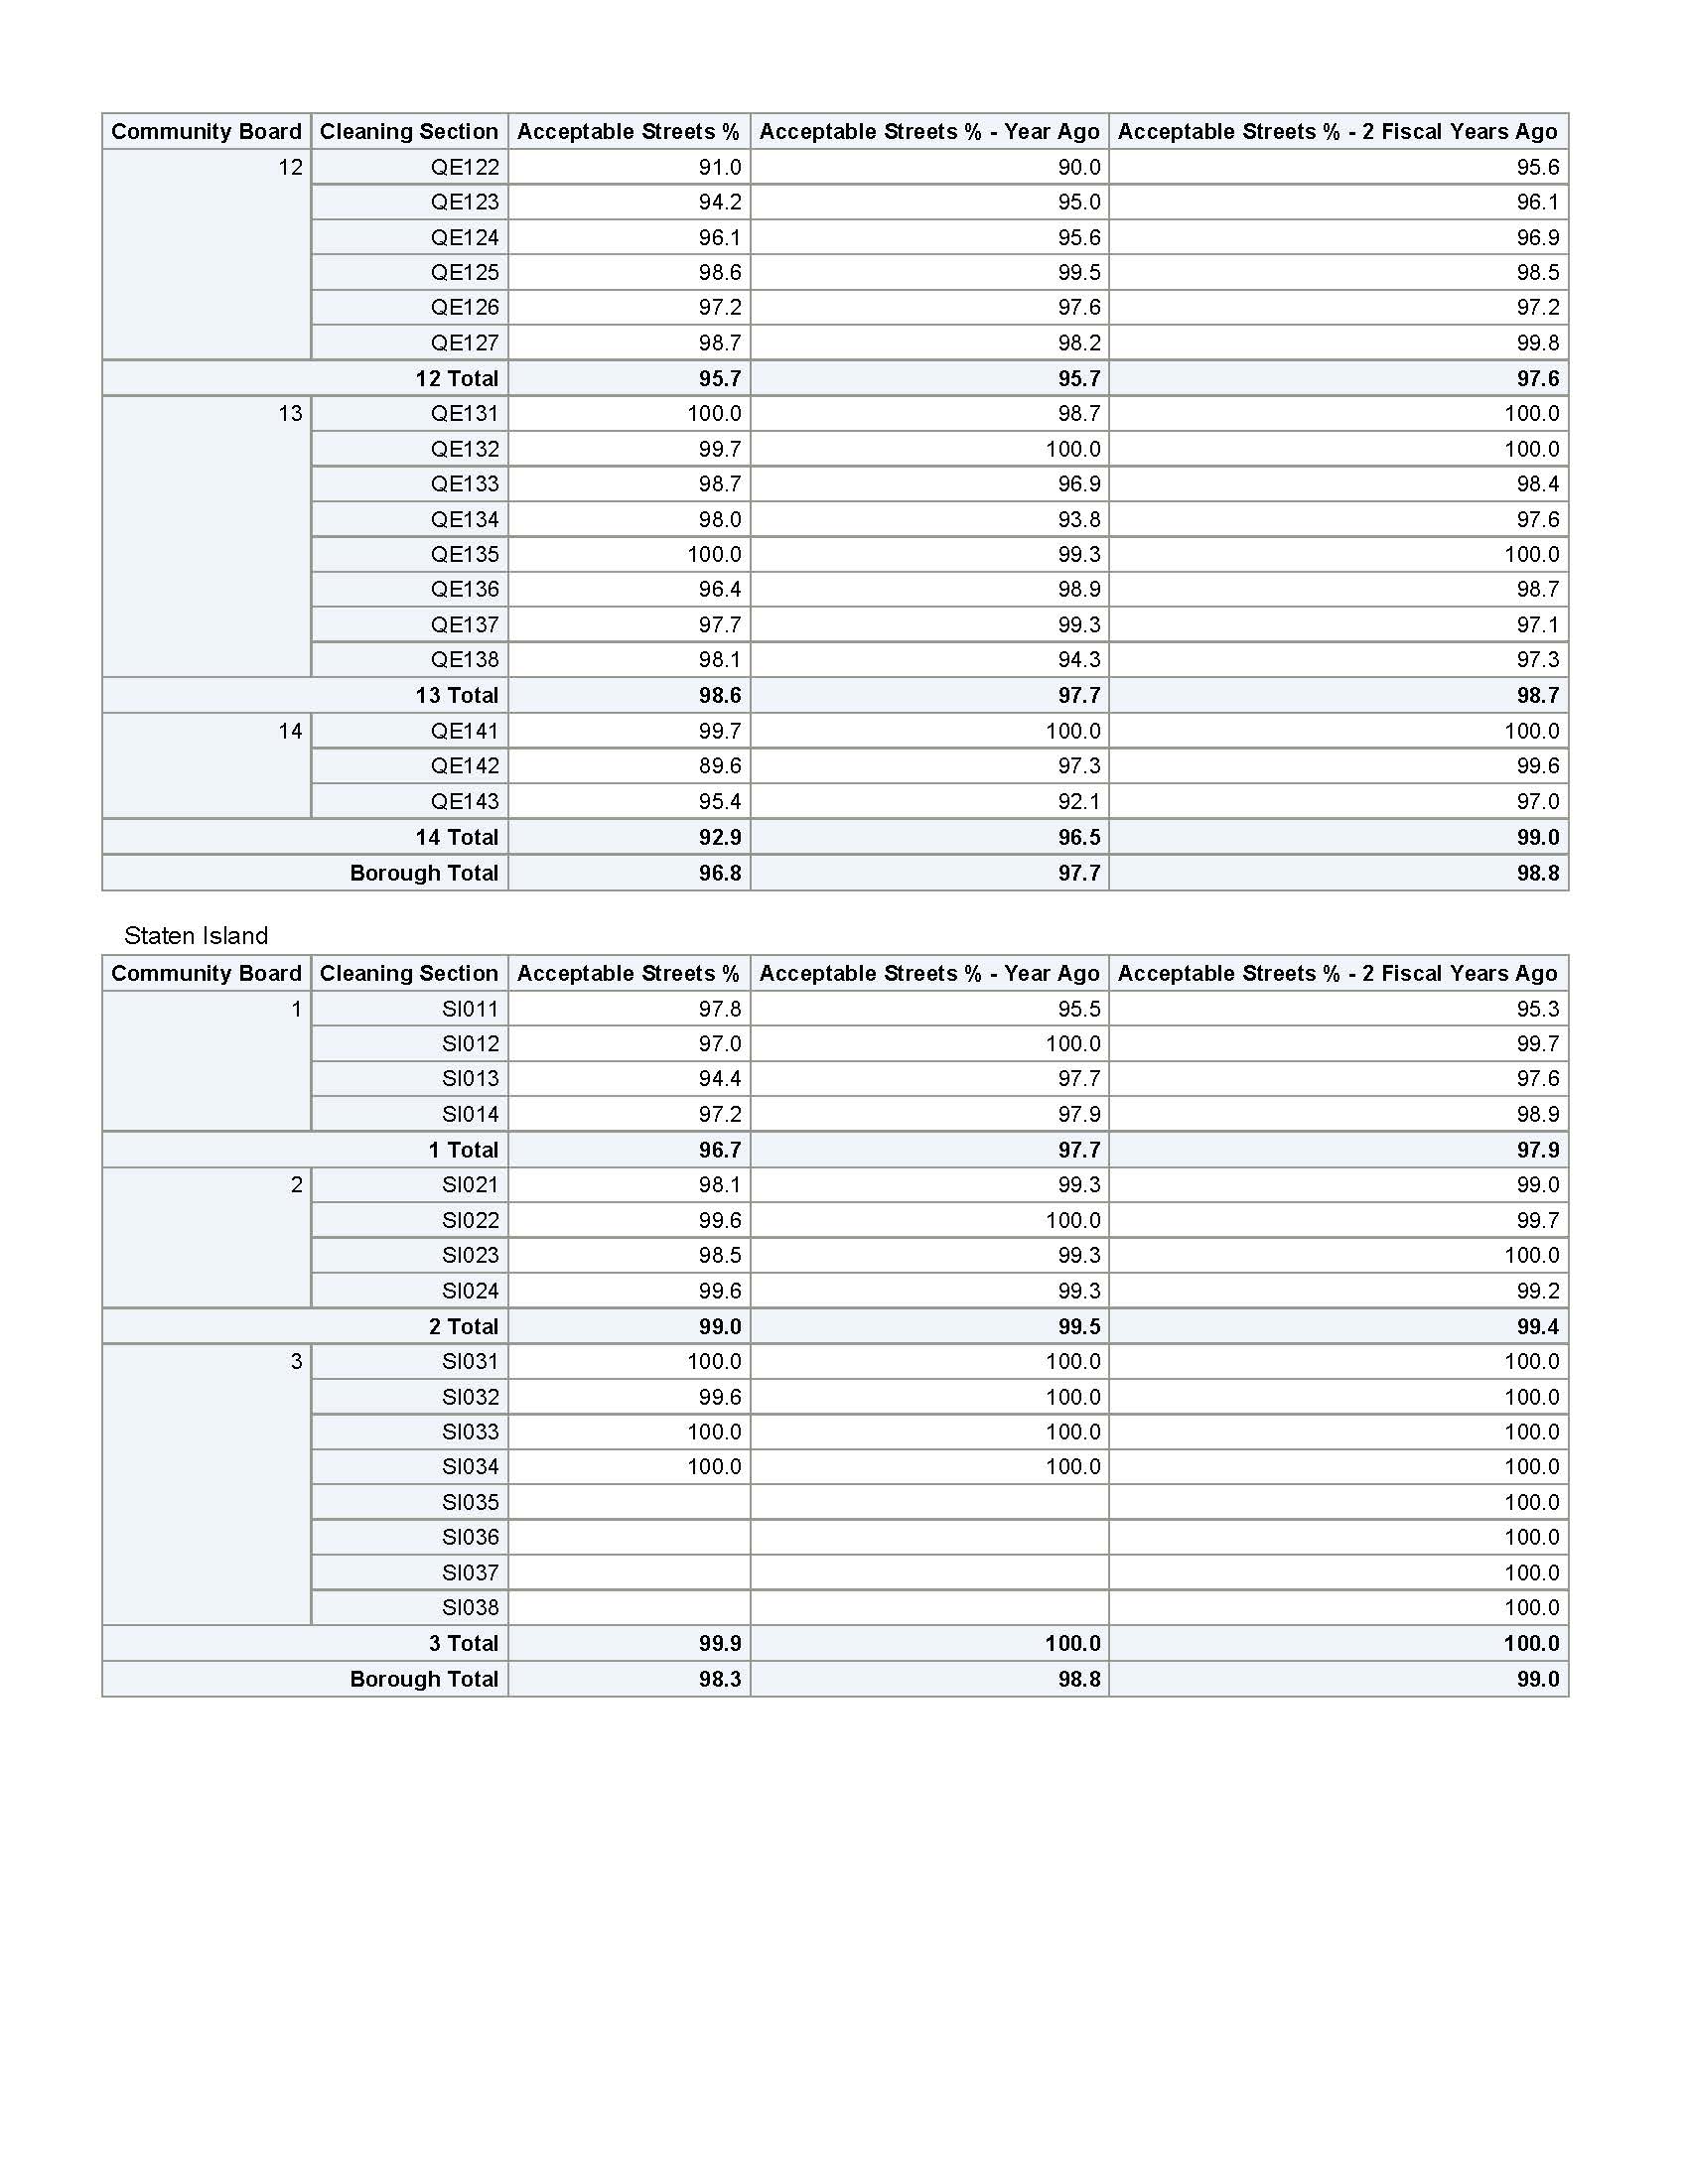 Community Board Cleaning Section Acceptable Streets % Acceptable Streets % - Year Ago Acceptable Streets % - 2 Fiscal Years Ago
12 QE122 91.0 90.0 95.6
QE123 94.2 95.0 96.1
QE124 96.1 95.6 96.9
QE125 98.6 99.5 98.5
QE126 97.2 97.6 97.2
QE127 98.7 98.2 99.8
12 Total 95.7 95.7 97.6
13 QE131 100.0 98.7 100.0
QE132 99.7 100.0 100.0
QE133 98.7 96.9 98.4
QE134 98.0 93.8 97.6
QE135 100.0 99.3 100.0
QE136 96.4 98.9 98.7
QE137 97.7 99.3 97.1
QE138 98.1 94.3 97.3
13 Total 98.6 97.7 98.7
14 QE141 99.7 100.0 100.0
QE142 89.6 97.3 99.6
QE143 95.4 92.1 97.0
14 Total 92.9 96.5 99.0
Borough Total 96.8 97.7 98.8
Staten Island
Community Board Cleaning Section Acceptable Streets % Acceptable Streets % - Year Ago Acceptable Streets % - 2 Fiscal Years Ago
1 SI011 97.8 95.5 95.3
SI012 97.0 100.0 99.7
SI013 94.4 97.7 97.6
SI014 97.2 97.9 98.9
1 Total 96.7 97.7 97.9
2 SI021 98.1 99.3 99.0
SI022 99.6 100.0 99.7
SI023 98.5 99.3 100.0
SI024 99.6 99.3 99.2
2 Total 99.0 99.5 99.4
3 SI031 100.0 100.0 100.0
SI032 99.6 100.0 100.0
SI033 100.0 100.0 100.0
SI034 100.0 100.0 100.0
SI035 100.0
SI036 100.0
SI037 100.0
SI038 100.0
3 Total 99.9 100.0 100.0
Borough Total 98.3 98.8 99.0